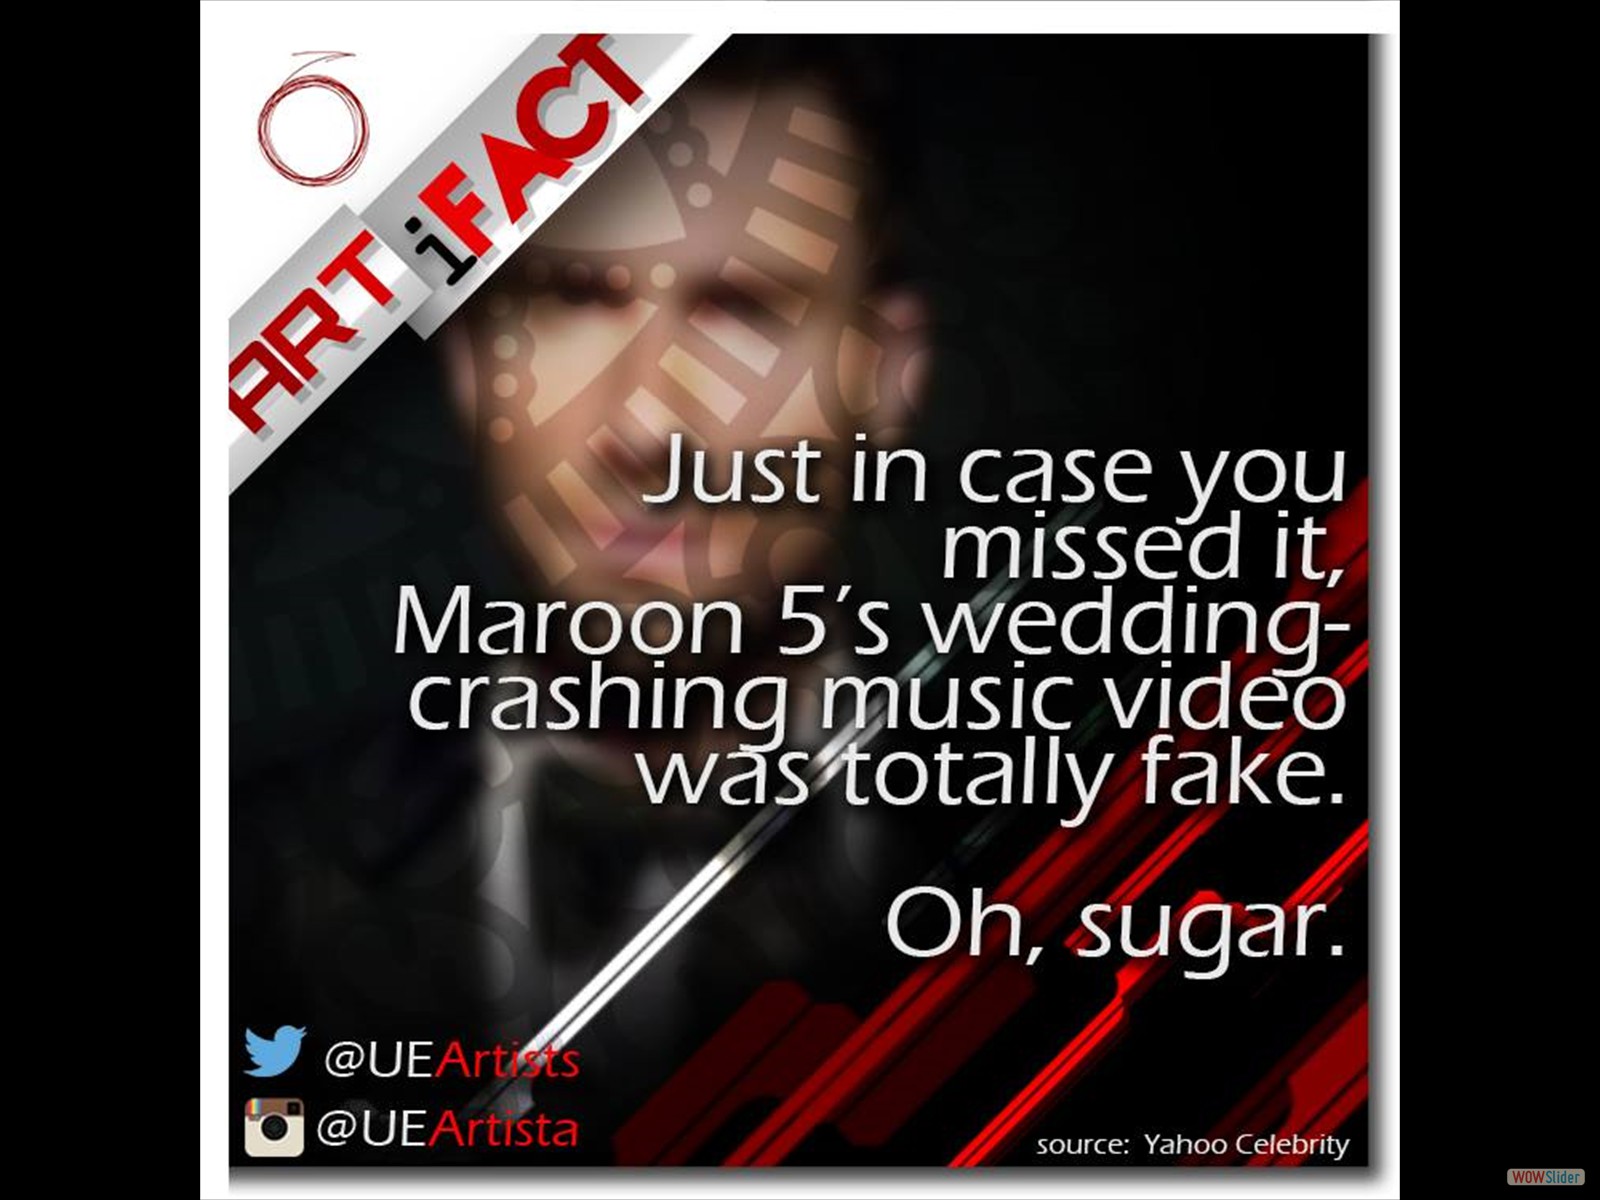 ART iFACT
Just in case you
missed it,
Maroon 5's wedding-
crashing music video
was totally fake.
Oh, sugar.
@UEArtists
@UEArtista
source: Yahoo Celebrity
WOWSlider